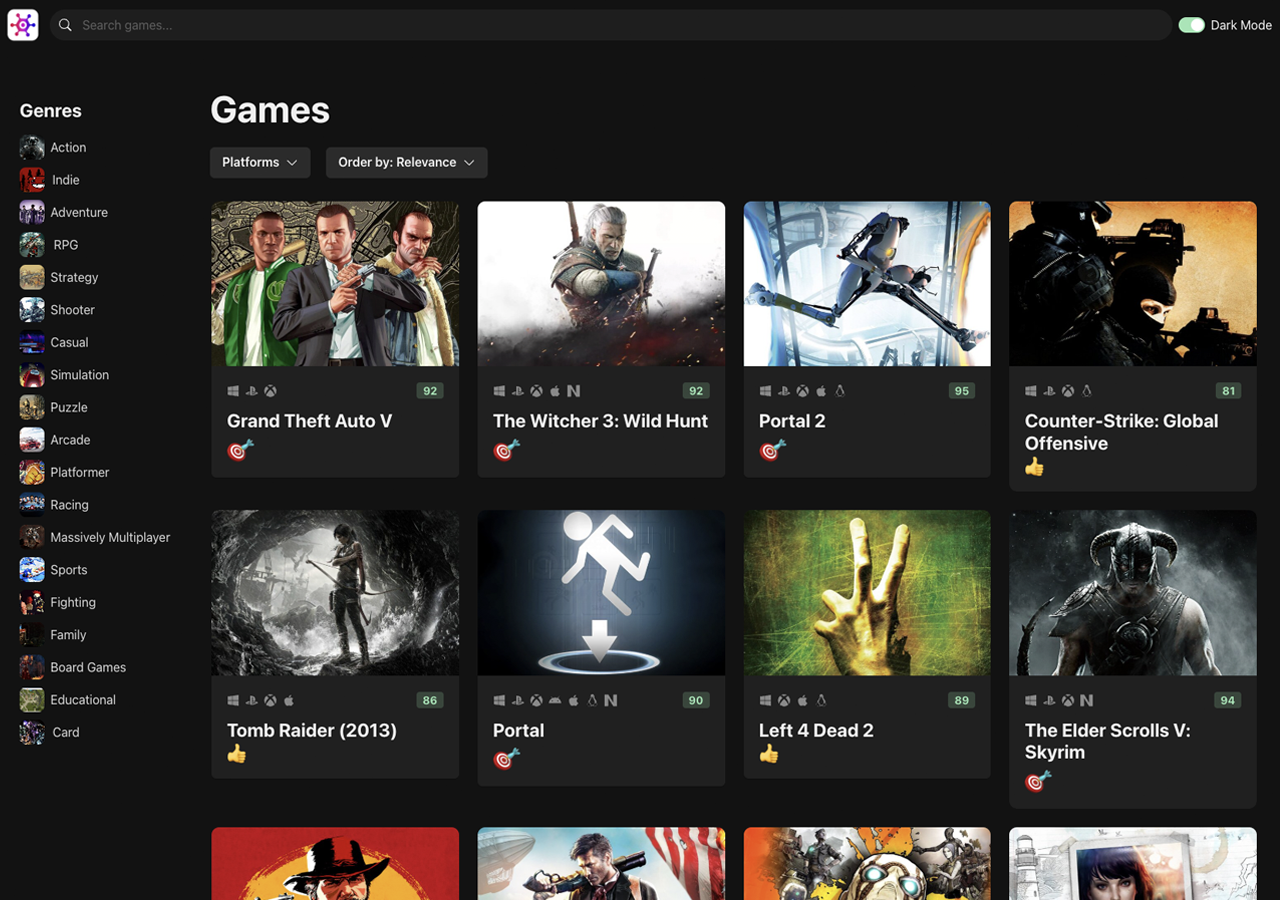 Search games...
Dark Mode
Genres
Action
Indie
Adventure
RPG
Strategy
Shooter
Casual
Simulation
Puzzle
Arcade
Platformer
Racing
Massively Multiplayer
Sports
Fighting
Family
Board Games
Educational
Card
Games
Platforms
Order by: Relevance
92
Grand Theft Auto V
92
The Witcher 3: Wild Hunt
95
Portal 2
81
Counter-Strike: Global
Offensive
86
Tomb Raider (2013)
90
Portal
89
Left 4 Dead 2
94
The Elder Scrolls V:
Skyrim